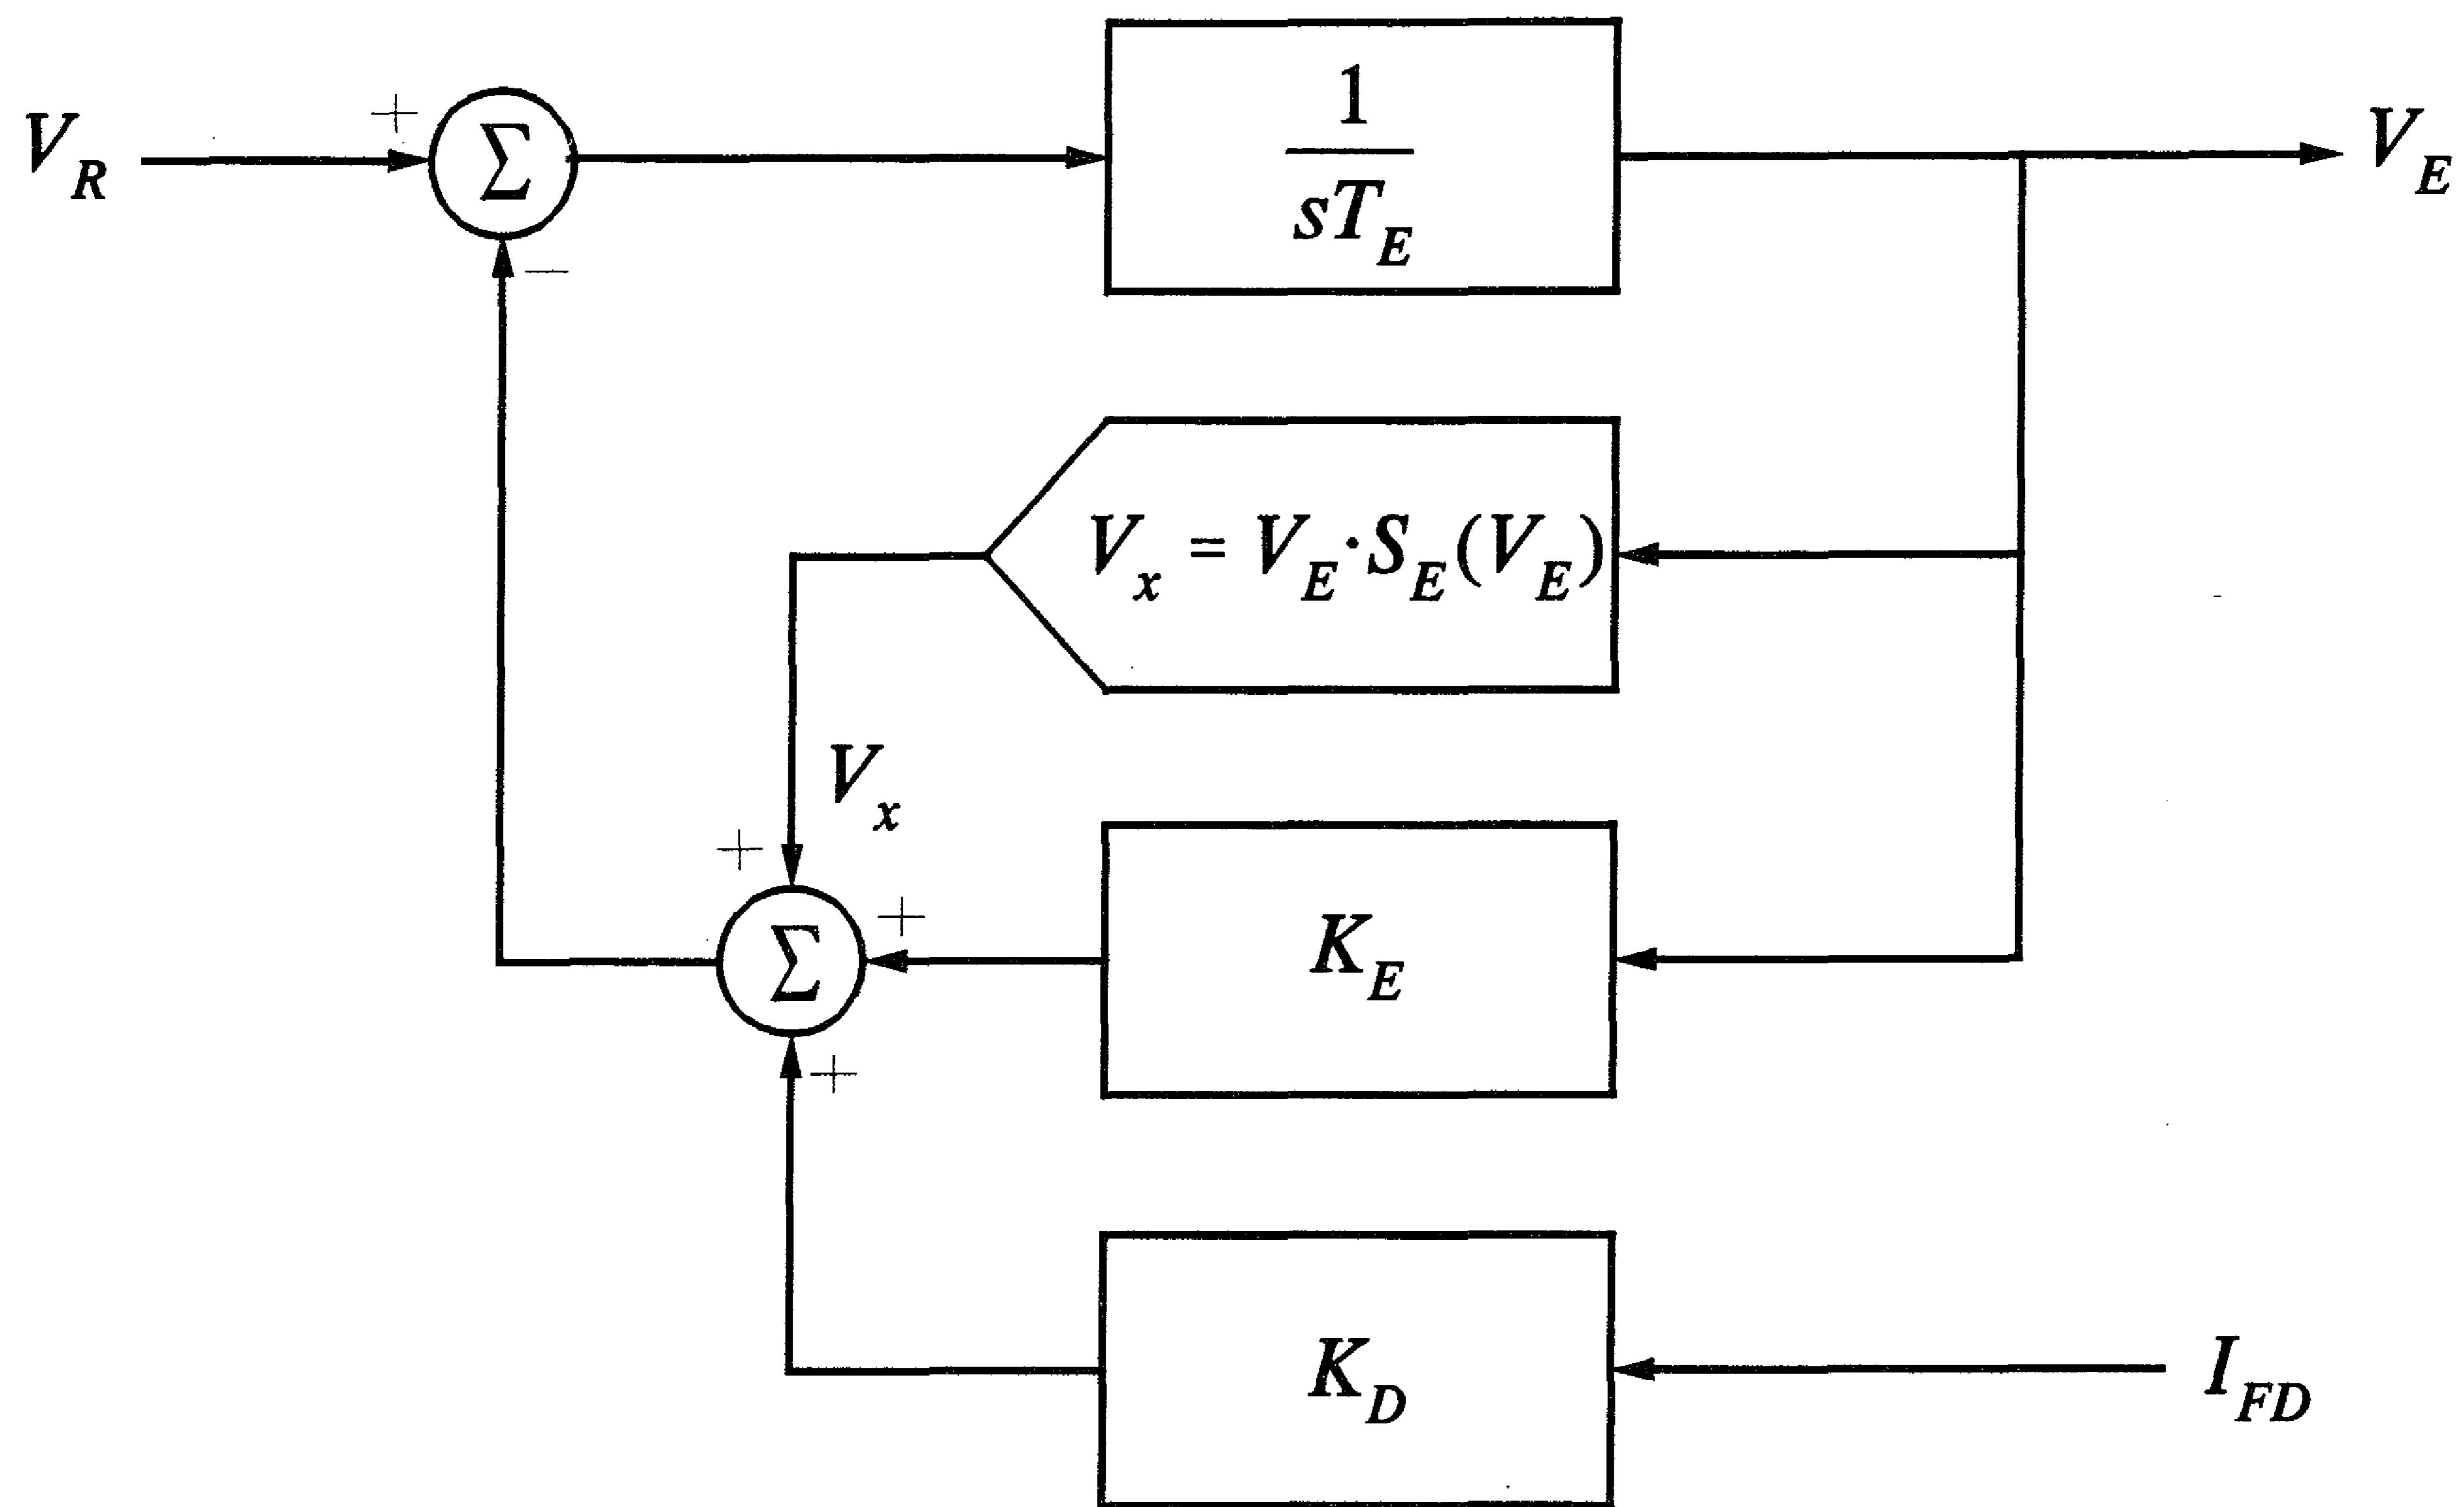 V_R
+
Σ
−
1
sT_E
V_E
V_x = V_E·S_E(V_E)
V_x
+
+
Σ
+
K_E
K_D
I_FD